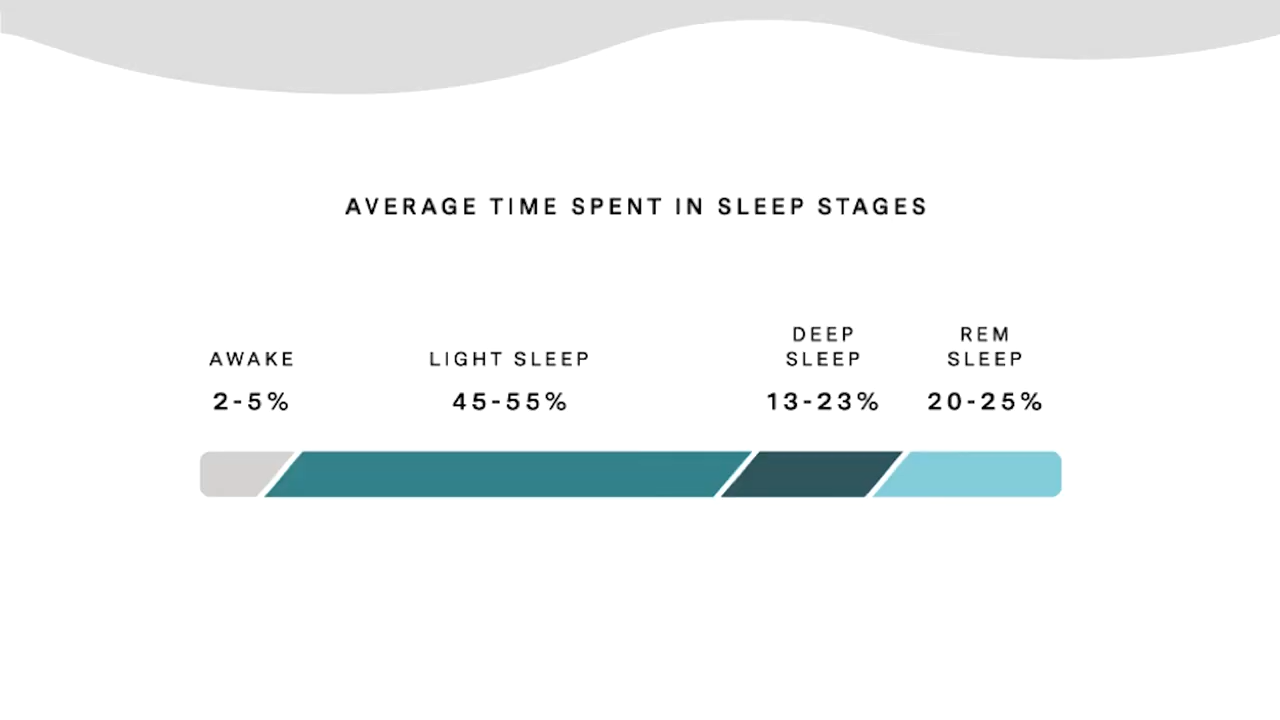 AVERAGE TIME SPENT IN SLEEP STAGES
AWAKE
2-5%
LIGHT SLEEP
45-55%
DEEP
SLEEP
13-23%
REM
SLEEP
20-25%